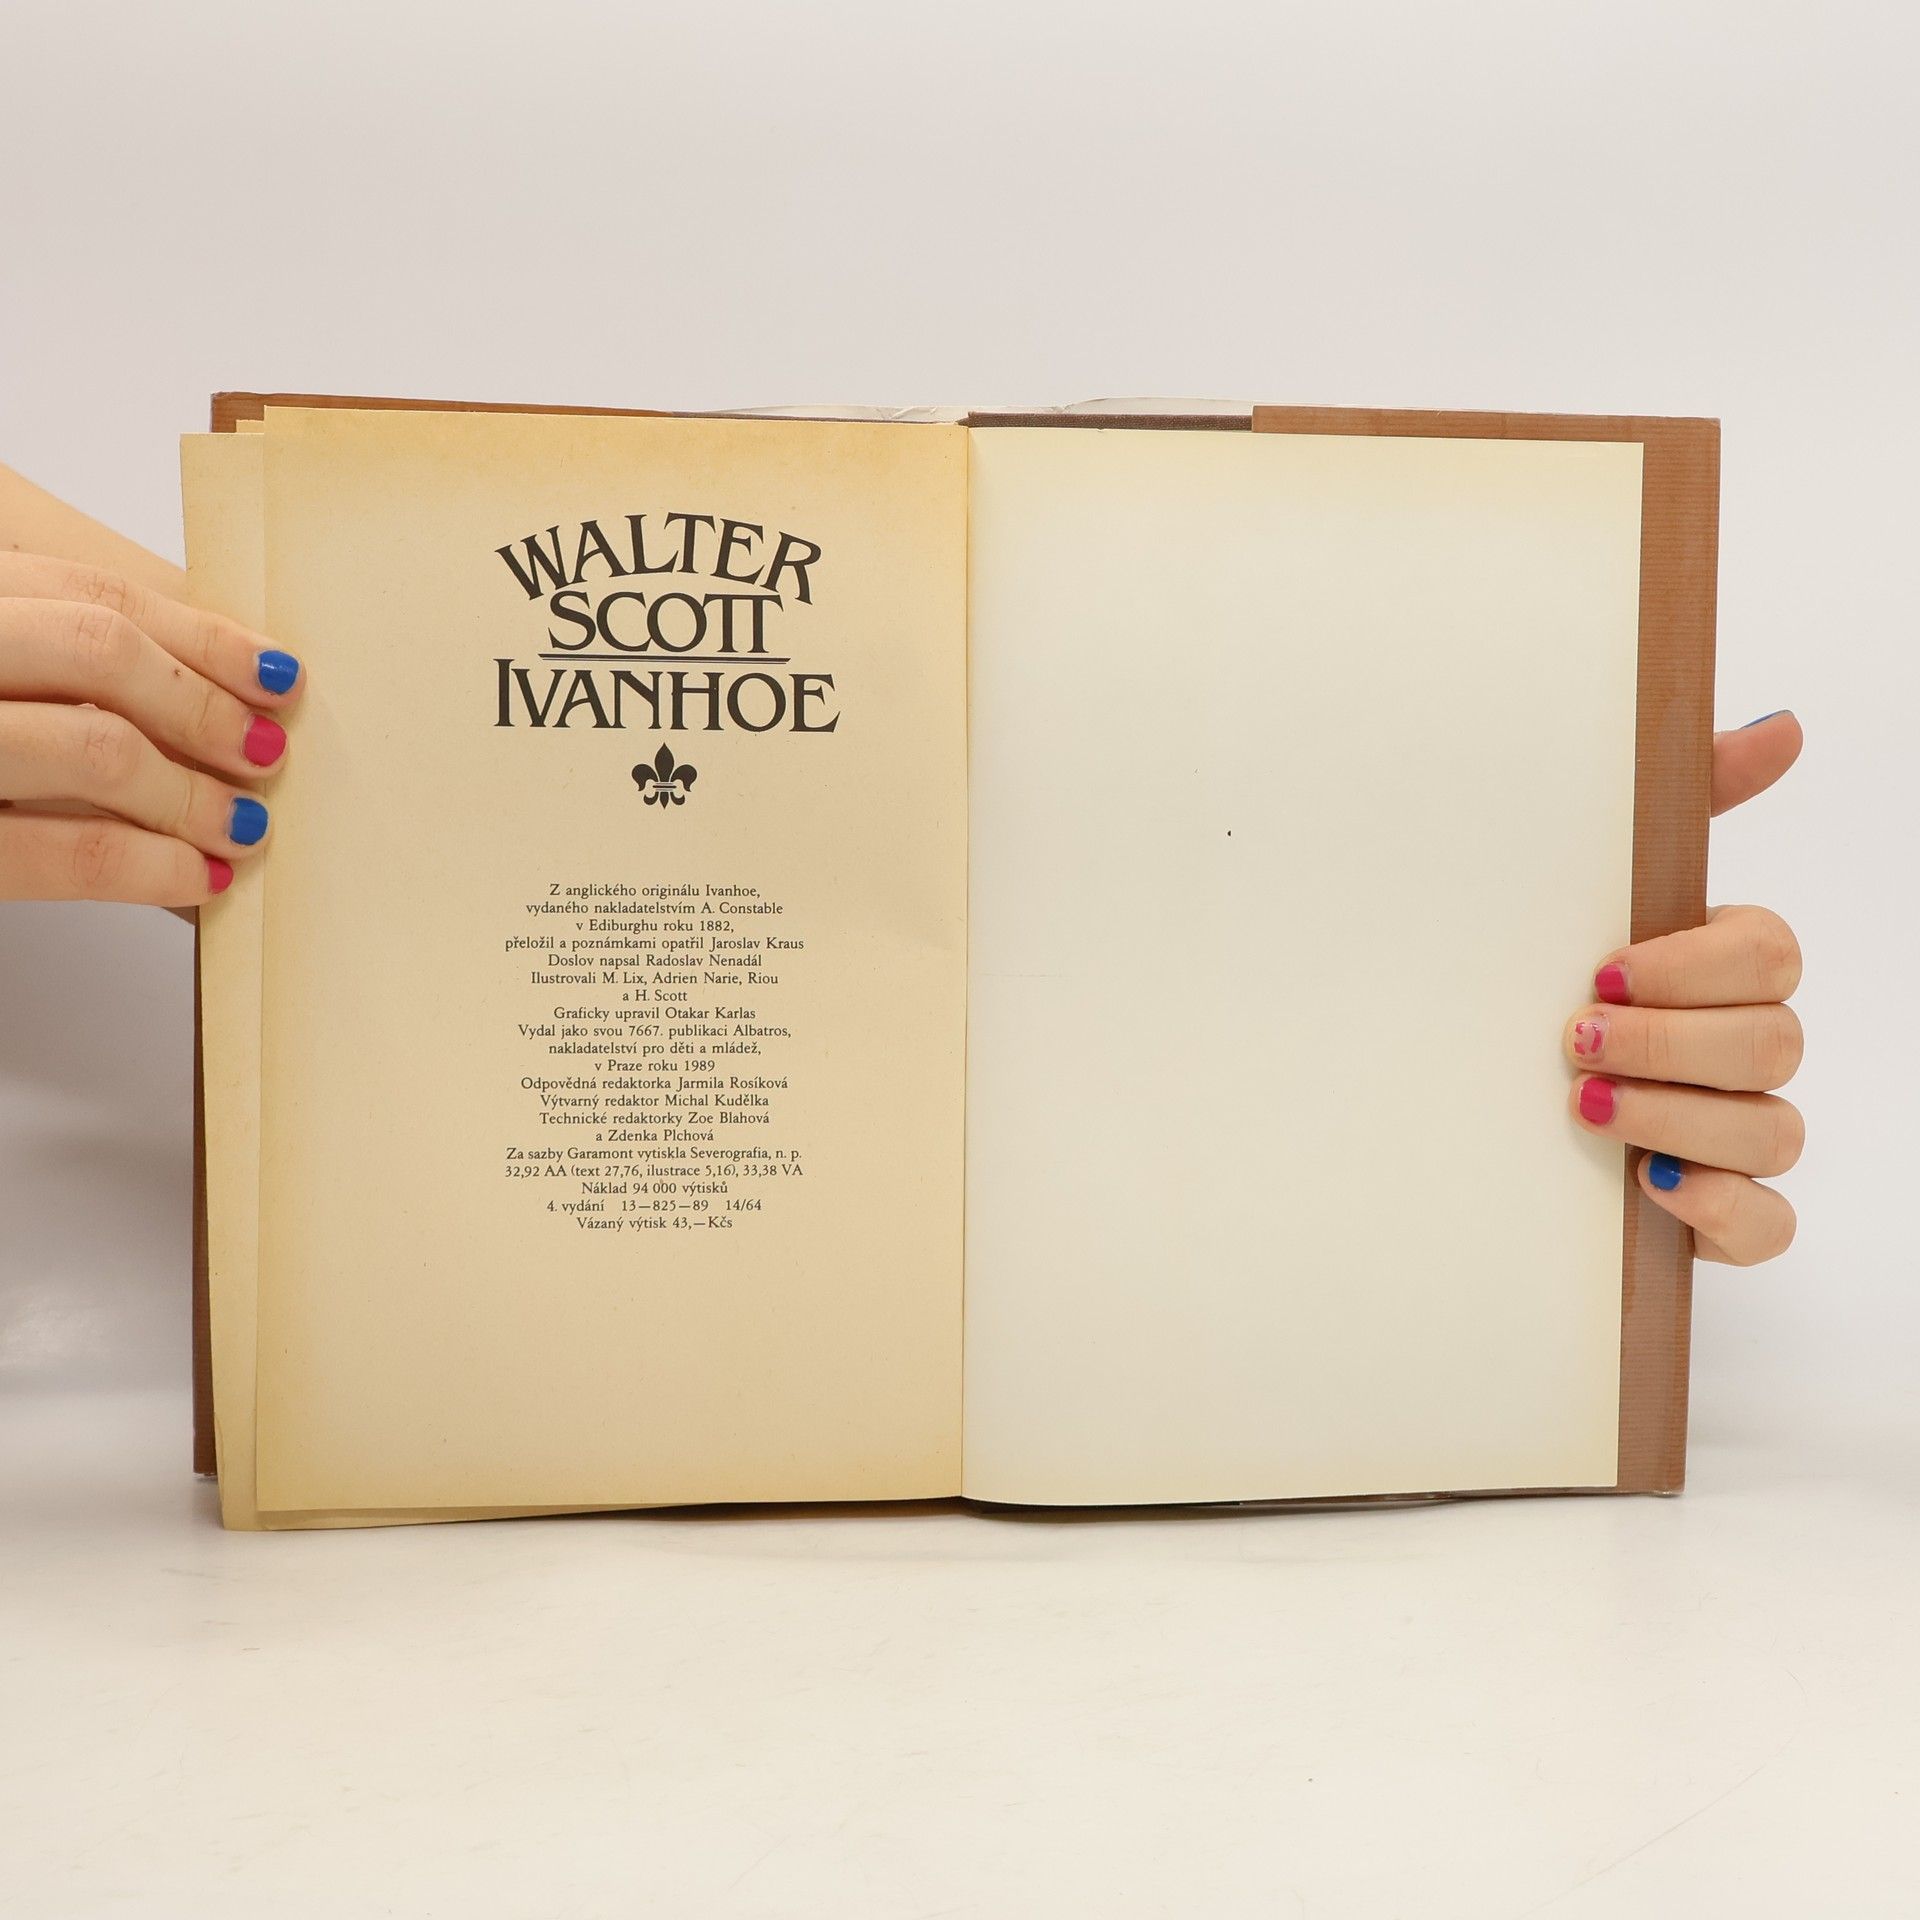 WALTER
SCOTT
IVANHOE
Z anglického originálu Ivanhoe,
vydaného nakladatelstvím A. Constable
v Ediburghu roku 1882,
přeložil a poznámkami opatřil Jaroslav Kraus
Doslov napsal Radoslav Nenadál
Ilustrovali M. Lix, Adrien Narie, Riou
a H. Scott
Graficky upravil Otakar Karlas
Vydal jako svou 7667. publikaci Albatros,
nakladatelství pro děti a mládež,
v Praze roku 1989
Odpovědná redaktorka Jarmila Rosíková
Výtvarný redaktor Michal Kudělka
Technické redaktorky Zoe Blahová
a Zdenka Plchová
Za sazby Garamont vytiskla Severografia, n. p.
32,92 AA (text 27,76, ilustrace 5,16), 33,38 VA
Náklad 94 000 výtisků
4. vydání 13—825—89 14/64
Vázaný výtisk 43,—Kčs